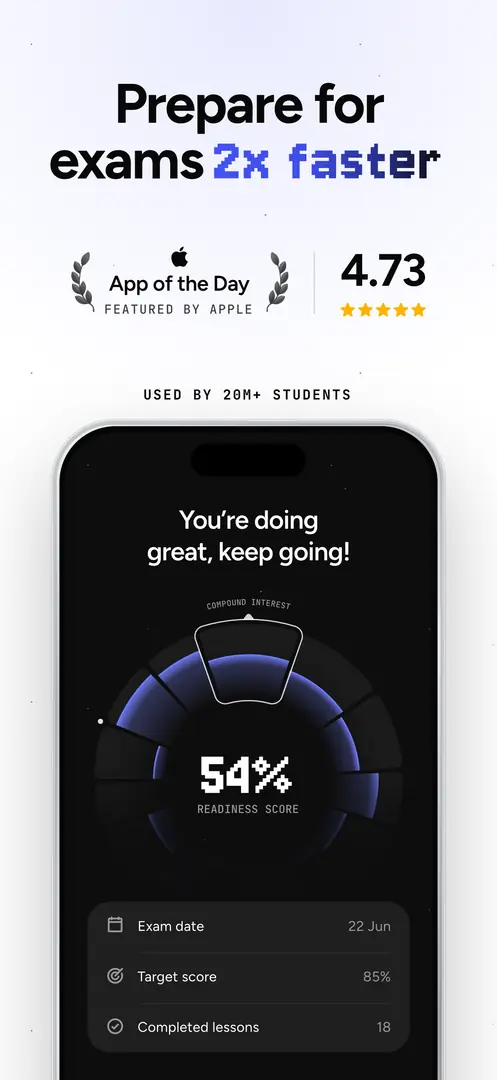 Prepare for
exams 2x faster
App of the Day
FEATURED BY APPLE
4.73
USED BY 20M+ STUDENTS
You’re doing
great, keep going!
COMPOUND INTEREST
54%
READINESS SCORE
Exam date 22 Jun
Target score 85%
Completed lessons 18